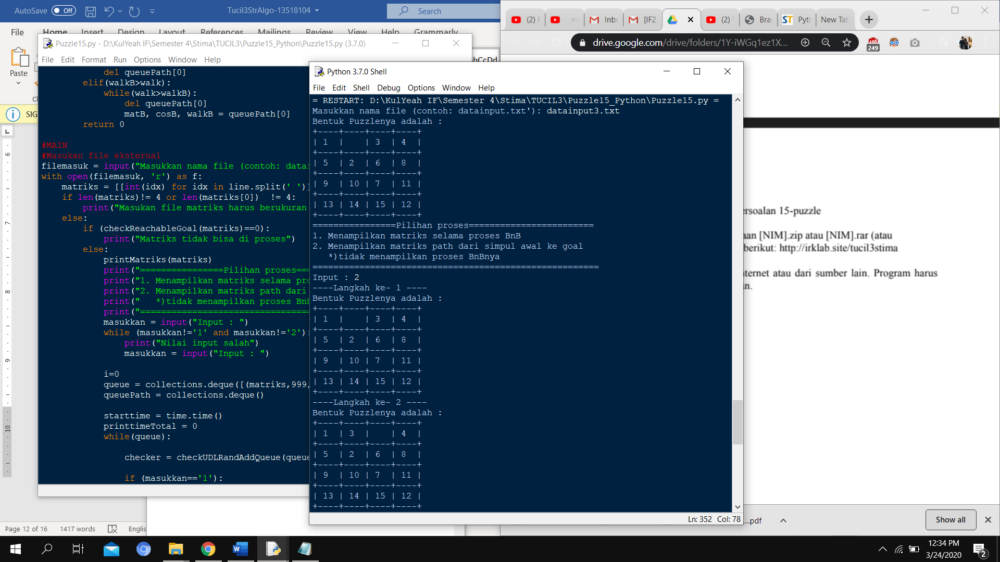 AutoSave Off
Tucil3StrAlgo-13518104
Search
File Home Insert Design Layout References Mailings Review View Help Grammarly
Paste
Puzzle15.py - D:\KulYeah IF\Semester 4\Stima\TUCIL3\Puzzle15_Python\Puzzle15.py (3.7.0)
File Edit Format Run Options Window Help
del queuePath[0]
elif(walkB>walk):
while(walk>walkB):
del queuePath[0]
matB, cosB, walkB = queuePath[0]
return 0
#MAIN
#Masukan file eksternal
filemasuk = input("Masukkan nama file (contoh: datai
with open(filemasuk, 'r') as f:
matriks = [[int(idx) for idx in line.split(' ')]
if len(matriks)!= 4 or len(matriks[0])  != 4:
print("Masukan file matriks harus berukuran
else:
if (checkReachableGoal(matriks)==0):
print("Matriks tidak bisa di proses")
else:
printMatriks(matriks)
print("================Pilihan proses===
print("1. Menampilkan matriks selama pro
print("2. Menampilkan matriks path dari
print("   *)tidak menampilkan proses BnB
print("=================================
masukkan = input("Input : ")
while (masukkan!='1' and masukkan!='2'):
print("Nilai input salah")
masukkan = input("Input : ")
i=0
queue = collections.deque([(matriks,999,
queuePath = collections.deque()
starttime = time.time()
printtimeTotal = 0
while(queue):
checker = checkUDLRandAddQueue(queue
if (masukkan=='1'):
Python 3.7.0 Shell
File Edit Shell Debug Options Window Help
= RESTART: D:\KulYeah IF\Semester 4\Stima\TUCIL3\Puzzle15_Python\Puzzle15.py =
Masukkan nama file (contoh: datainput.txt'): datainput3.txt
Bentuk Puzzlenya adalah :
+----+----+----+----+
| 1  |    | 3  | 4  |
+----+----+----+----+
| 5  | 2  | 6  | 8  |
+----+----+----+----+
| 9  | 10 | 7  | 11 |
+----+----+----+----+
| 13 | 14 | 15 | 12 |
+----+----+----+----+
================Pilihan proses========================
1. Menampilkan matriks selama proses BnB
2. Menampilkan matriks path dari simpul awal ke goal
   *)tidak menampilkan proses BnBnya
=======================================================
Input : 2
----Langkah ke- 1 ----
Bentuk Puzzlenya adalah :
+----+----+----+----+
| 1  |    | 3  | 4  |
+----+----+----+----+
| 5  | 2  | 6  | 8  |
+----+----+----+----+
| 9  | 10 | 7  | 11 |
+----+----+----+----+
| 13 | 14 | 15 | 12 |
+----+----+----+----+
----Langkah ke- 2 ----
Bentuk Puzzlenya adalah :
+----+----+----+----+
| 1  | 3  |    | 4  |
+----+----+----+----+
| 5  | 2  | 6  | 8  |
+----+----+----+----+
| 9  | 10 | 7  | 11 |
+----+----+----+----+
| 13 | 14 | 15 | 12 |
+----+----+----+----+
Ln: 352 Col: 78
(2) Inb [IF2 (2) Bra Pyt New Tab
drive.google.com/drive/folders/1Y-iWGq1ez1X...
249
bCcDd
ersoalan 15-puzzle
aan [NIM].zip atau [NIM].rar (atau
berikut: http://irklab.site/tucil3stima
nternet atau dari sumber lain. Program harus
an.
...pdf
Show all
6
7
8
9
10
Page 12 of 16 1417 words Englis
12:34 PM
3/24/2020
2